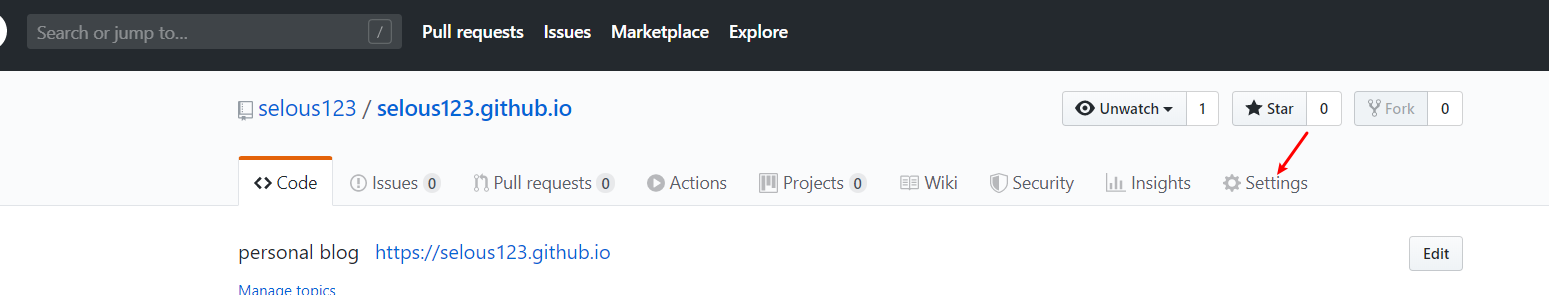 Search or jump to... / Pull requests Issues Marketplace Explore
selous123 / selous123.github.io Unwatch 1 Star 0 Fork 0
Code Issues 0 Pull requests 0 Actions Projects 0 Wiki Security Insights Settings
personal blog https://selous123.github.io Edit
Manage topics